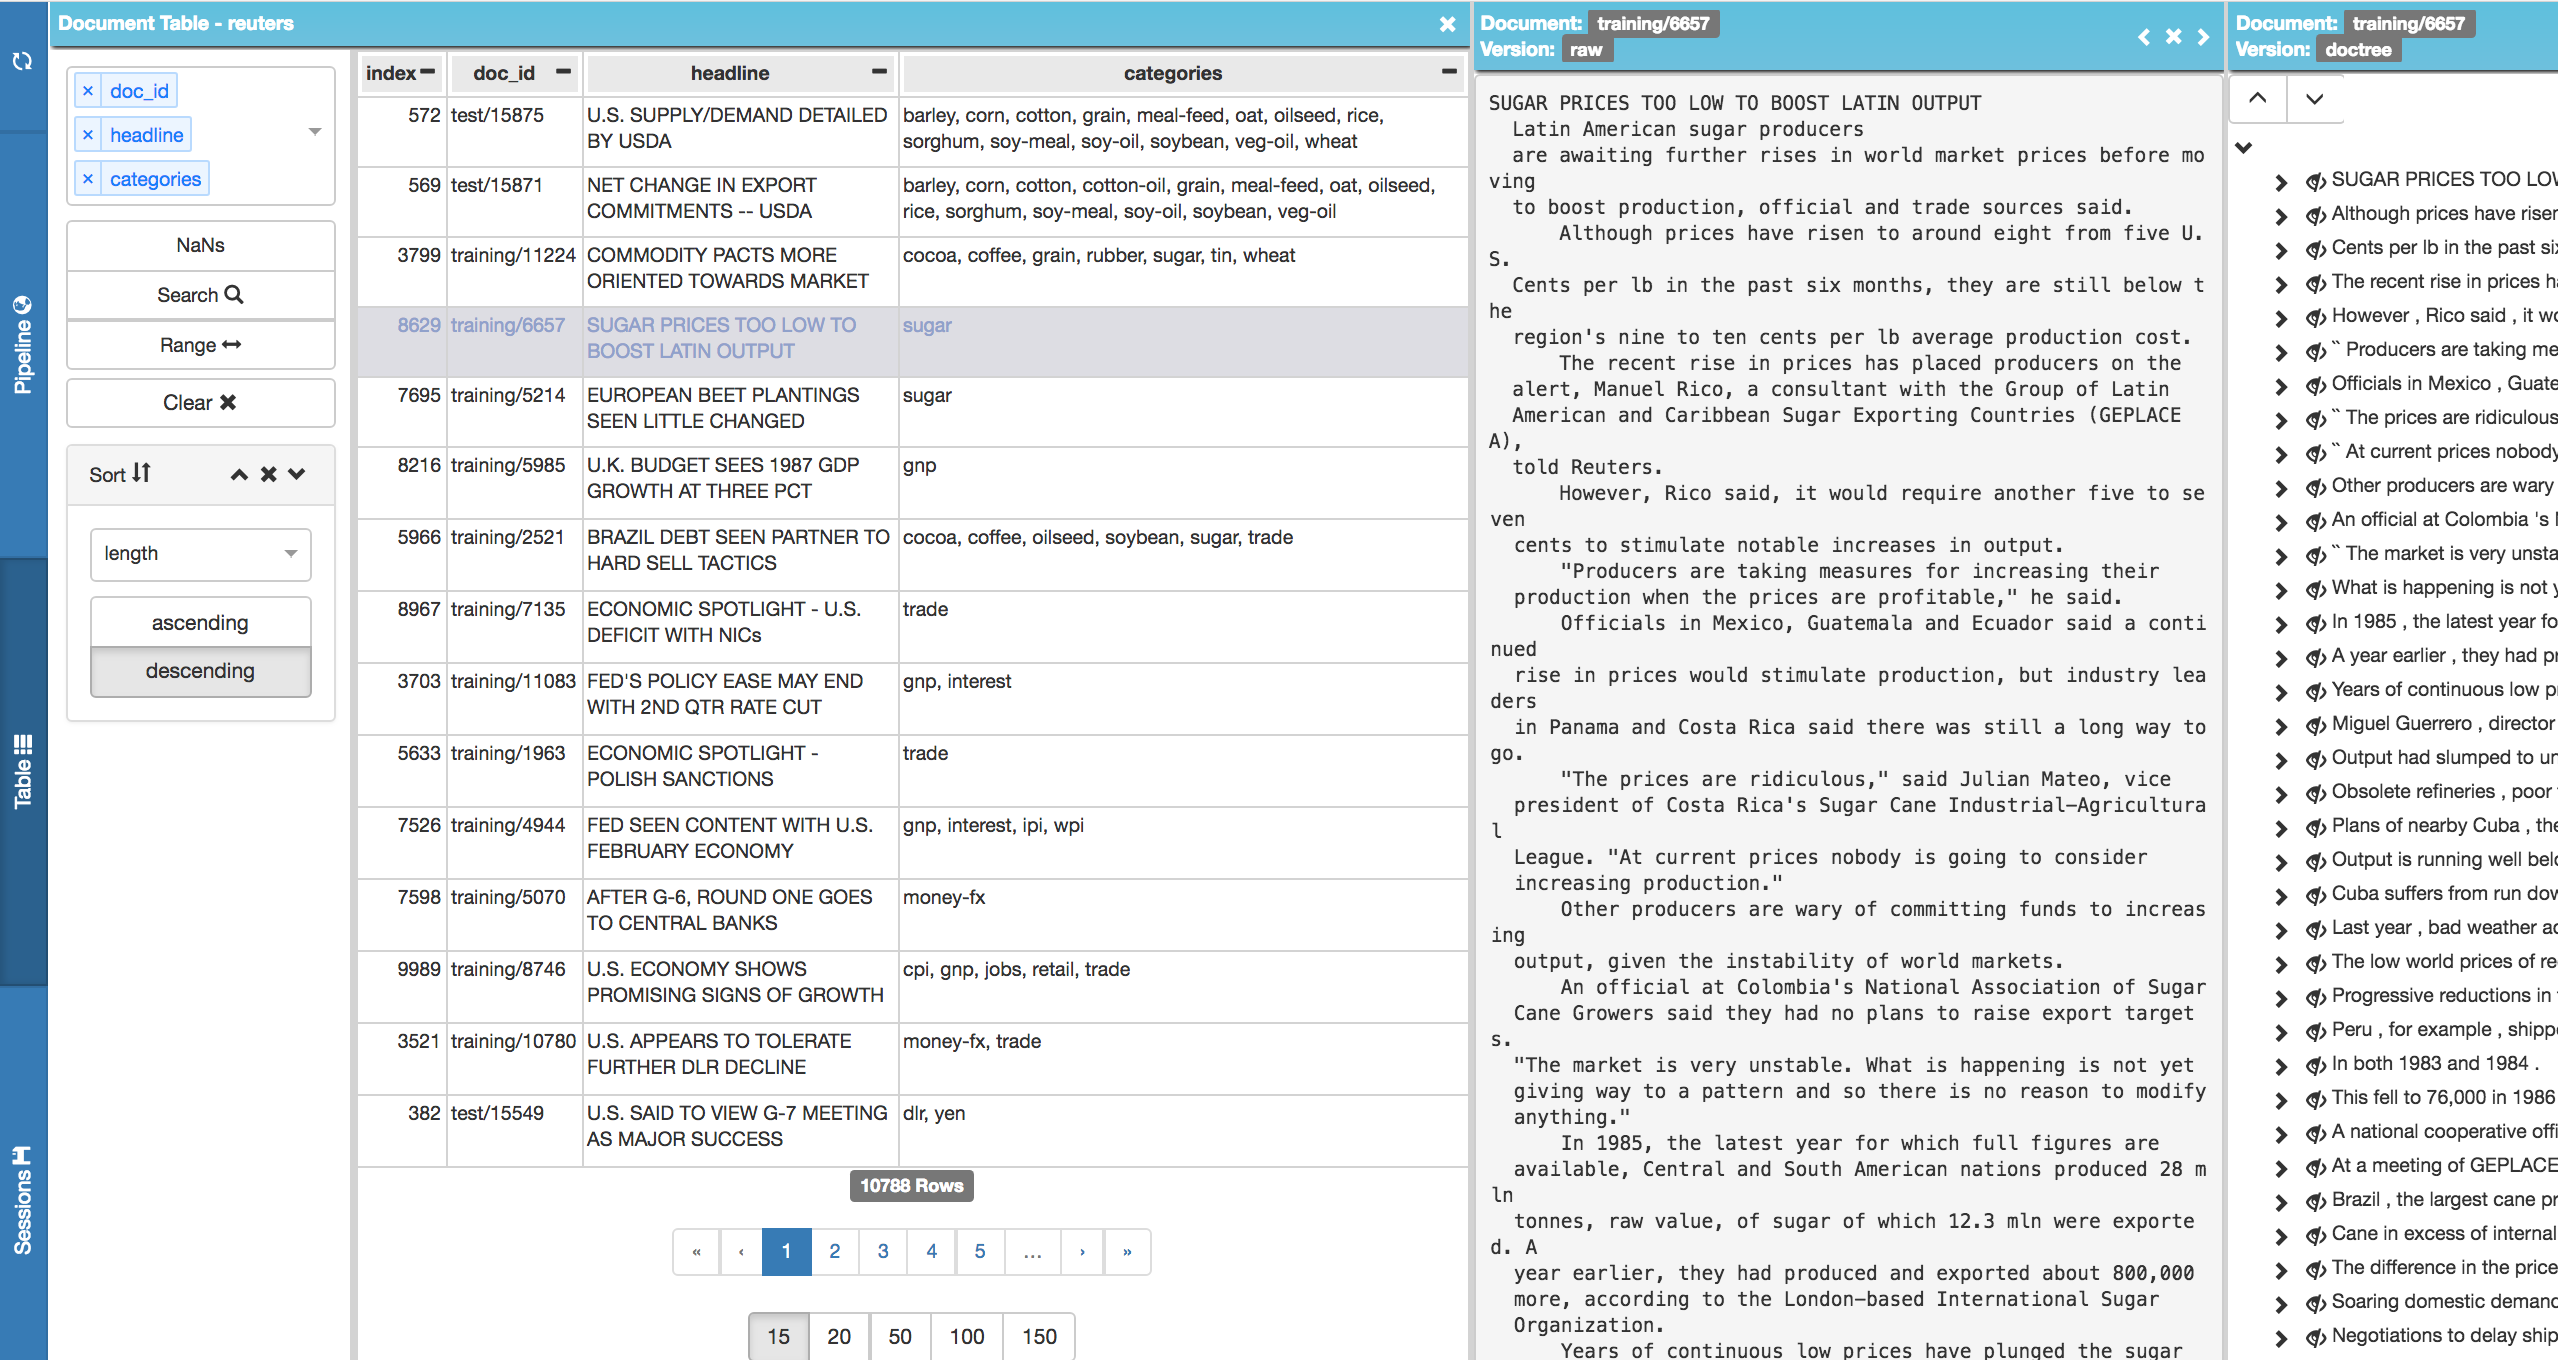 Document Table - reuters
Pipeline
Table
Sessions
× doc_id
× headline
× categories
NaNs
Search
Range
Clear
Sort
length
ascending
descending
index doc_id headline categories
572 test/15875 U.S. SUPPLY/DEMAND DETAILED BY USDA barley, corn, cotton, grain, meal-feed, oat, oilseed, rice, sorghum, soy-meal, soy-oil, soybean, veg-oil, wheat
569 test/15871 NET CHANGE IN EXPORT COMMITMENTS -- USDA barley, corn, cotton, cotton-oil, grain, meal-feed, oat, oilseed, rice, sorghum, soy-meal, soy-oil, soybean, veg-oil
3799 training/11224 COMMODITY PACTS MORE ORIENTED TOWARDS MARKET cocoa, coffee, grain, rubber, sugar, tin, wheat
8629 training/6657 SUGAR PRICES TOO LOW TO BOOST LATIN OUTPUT sugar
7695 training/5214 EUROPEAN BEET PLANTINGS SEEN LITTLE CHANGED sugar
8216 training/5985 U.K. BUDGET SEES 1987 GDP GROWTH AT THREE PCT gnp
5966 training/2521 BRAZIL DEBT SEEN PARTNER TO HARD SELL TACTICS cocoa, coffee, oilseed, soybean, sugar, trade
8967 training/7135 ECONOMIC SPOTLIGHT - U.S. DEFICIT WITH NICs trade
3703 training/11083 FED'S POLICY EASE MAY END WITH 2ND QTR RATE CUT gnp, interest
5633 training/1963 ECONOMIC SPOTLIGHT - POLISH SANCTIONS trade
7526 training/4944 FED SEEN CONTENT WITH U.S. FEBRUARY ECONOMY gnp, interest, ipi, wpi
7598 training/5070 AFTER G-6, ROUND ONE GOES TO CENTRAL BANKS money-fx
9989 training/8746 U.S. ECONOMY SHOWS PROMISING SIGNS OF GROWTH cpi, gnp, jobs, retail, trade
3521 training/10780 U.S. APPEARS TO TOLERATE FURTHER DLR DECLINE money-fx, trade
382 test/15549 U.S. SAID TO VIEW G-7 MEETING AS MAJOR SUCCESS dlr, yen
10788 Rows
« ‹ 1 2 3 4 5 ... › »
15 20 50 100 150
Document: training/6657
Version: raw
SUGAR PRICES TOO LOW TO BOOST LATIN OUTPUT
Latin American sugar producers
are awaiting further rises in world market prices before mo
ving
to boost production, official and trade sources said.
Although prices have risen to around eight from five U.
S.
Cents per lb in the past six months, they are still below t
he
region's nine to ten cents per lb average production cost.
The recent rise in prices has placed producers on the
alert, Manuel Rico, a consultant with the Group of Latin
American and Caribbean Sugar Exporting Countries (GEPLACE
A),
told Reuters.
However, Rico said, it would require another five to se
ven
cents to stimulate notable increases in output.
"Producers are taking measures for increasing their
production when the prices are profitable," he said.
Officials in Mexico, Guatemala and Ecuador said a conti
nued
rise in prices would stimulate production, but industry lea
ders
in Panama and Costa Rica said there was still a long way to
go.
"The prices are ridiculous," said Julian Mateo, vice
president of Costa Rica's Sugar Cane Industrial-Agricultura
l
League. "At current prices nobody is going to consider
increasing production."
Other producers are wary of committing funds to increas
ing
output, given the instability of world markets.
An official at Colombia's National Association of Sugar
Cane Growers said they had no plans to raise export target
s.
"The market is very unstable. What is happening is not yet
giving way to a pattern and so there is no reason to modify
anything."
In 1985, the latest year for which full figures are
available, Central and South American nations produced 28 m
ln
tonnes, raw value, of sugar of which 12.3 mln were exporte
d. A
year earlier, they had produced and exported about 800,000
more, according to the London-based International Sugar
Organization.
Years of continuous low prices have plunged the sugar
Document: training/6657
Version: doctree
SUGAR PRICES TOO LOW
Although prices have risen
Cents per lb in the past six
The recent rise in prices ha
However , Rico said , it wo
`` Producers are taking me
Officials in Mexico , Guate
`` The prices are ridiculous
`` At current prices nobody
Other producers are wary
An official at Colombia 's
`` The market is very unsta
What is happening is not y
In 1985 , the latest year fo
A year earlier , they had pr
Years of continuous low p
Miguel Guerrero , director
Output had slumped to un
Obsolete refineries , poor
Plans of nearby Cuba , the
Output is running well belo
Cuba suffers from run dow
Last year , bad weather ac
The low world prices of re
Progressive reductions in
Peru , for example , shippe
In both 1983 and 1984 .
This fell to 76,000 in 1986
A national cooperative offi
At a meeting of GEPLACE
Brazil , the largest cane pr
Cane in excess of internal
The difference in the price
Soaring domestic demand
Negotiations to delay ship